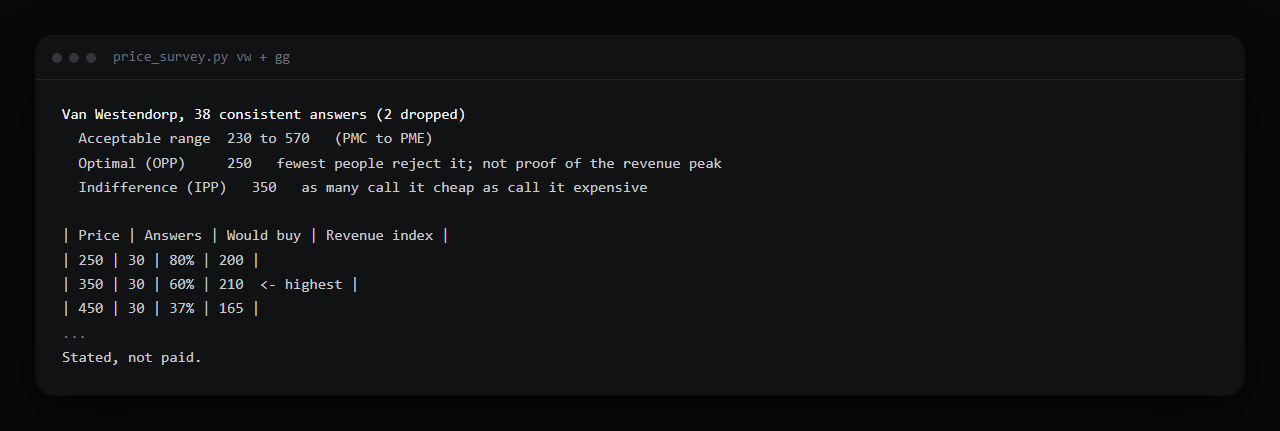 price_survey.py vw + gg
Van Westendorp, 38 consistent answers (2 dropped)
Acceptable range  230 to 570   (PMC to PME)
Optimal (OPP)     250   fewest people reject it; not proof of the revenue peak
Indifference (IPP)   350   as many call it cheap as call it expensive
| Price | Answers | Would buy | Revenue index |
| 250 | 30 | 80% | 200 |
| 350 | 30 | 60% | 210  <- highest |
| 450 | 30 | 37% | 165 |
...
Stated, not paid.